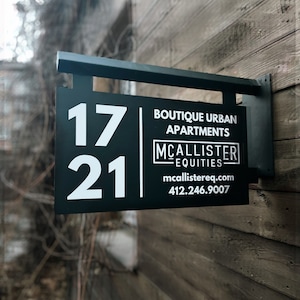 17
21
BOUTIQUE URBAN
APARTMENTS
MCALLISTER
EQUITIES
mcallistereq.com
412.246.9007